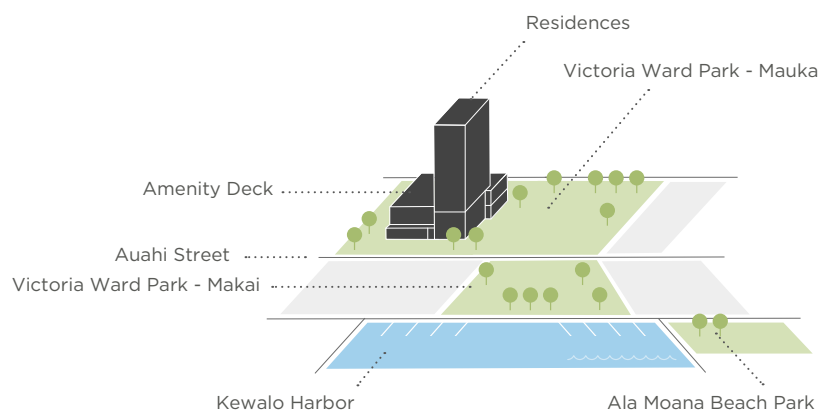 Residences
Victoria Ward Park - Mauka
Amenity Deck
Auahi Street
Victoria Ward Park - Makai
Kewalo Harbor
Ala Moana Beach Park